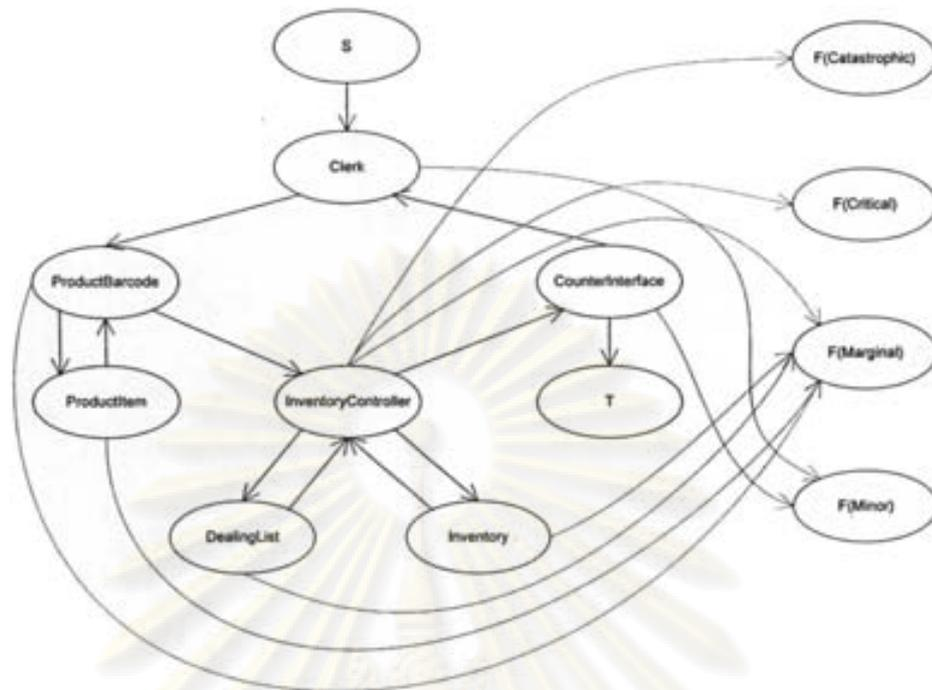 S
F(Catastrophic)
Clerk
F(Critical)
ProductBarcode
CounterInterface
F(Marginal)
ProductItem
InventoryController
T
DealingList
Inventory
F(Minor)